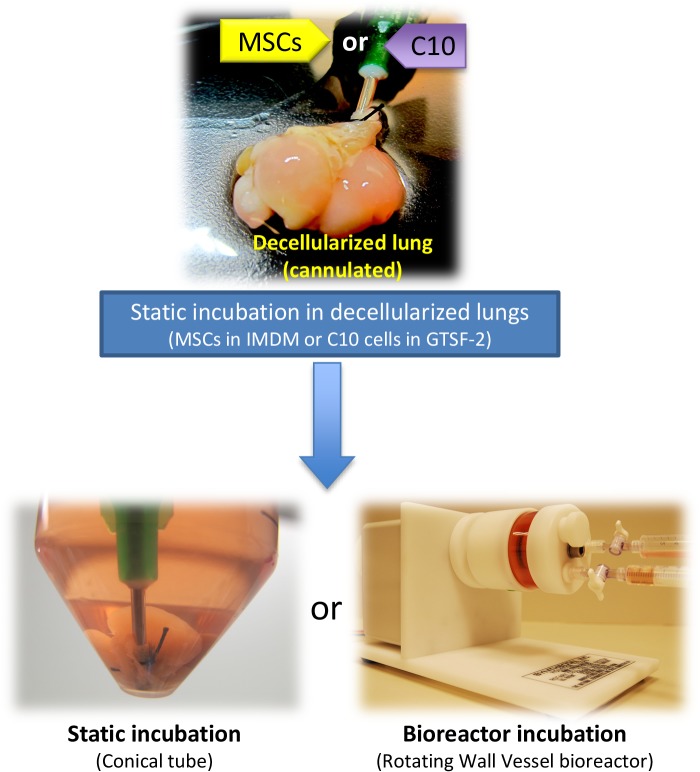 MSCs or C10
Decellularized lung
(cannulated)
Static incubation in decellularized lungs
(MSCs in IMDM or C10 cells in GTSF-2)
or
Static incubation
(Conical tube)
Bioreactor incubation
(Rotating Wall Vessel bioreactor)